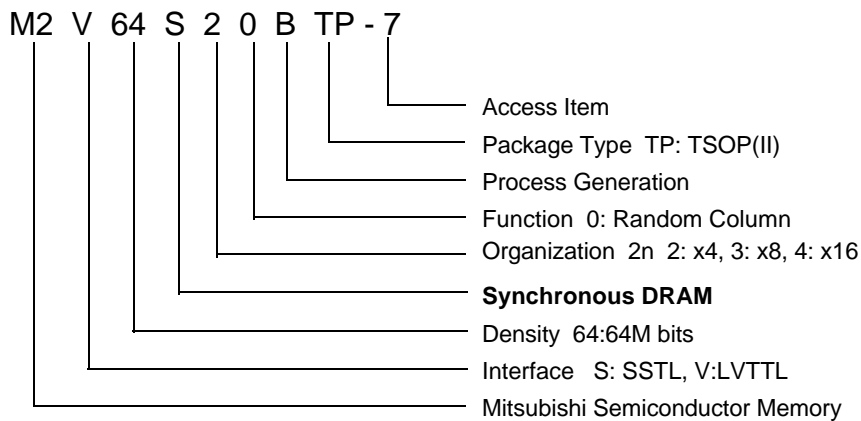 M2 V 64 S 2 0 B TP - 7
Access Item
Package Type TP: TSOP(II)
Process Generation
Function 0: Random Column
Organization 2n 2: x4, 3: x8, 4: x16
Synchronous DRAM
Density 64:64M bits
Interface S: SSTL, V:LVTTL
Mitsubishi Semiconductor Memory